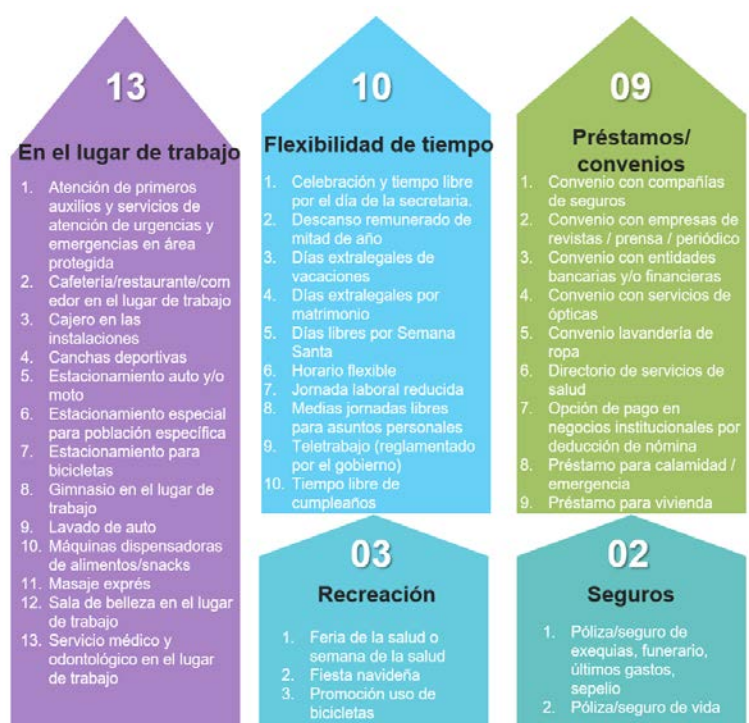 13
En el lugar de trabajo
1. Atención de primeros
auxilios y servicios de
atención de urgencias y
emergencias en área
protegida
2. Cafetería/restaurante/com
edor en el lugar de trabajo
3. Cajero en las
instalaciones
4. Canchas deportivas
5. Estacionamiento auto y/o
moto
6. Estacionamiento especial
para población específica
7. Estacionamiento para
bicicletas
8. Gimnasio en el lugar de
trabajo
9. Lavado de auto
10. Máquinas dispensadoras
de alimentos/snacks
11. Masaje exprés
12. Sala de belleza en el lugar
de trabajo
13. Servicio médico y
odontológico en el lugar
de trabajo
10
Flexibilidad de tiempo
1. Celebración y tiempo libre
por el día de la secretaria.
2. Descanso remunerado de
mitad de año
3. Días extralegales de
vacaciones
4. Días extralegales por
matrimonio
5. Días libres por Semana
Santa
6. Horario flexible
7. Jornada laboral reducida
8. Medias jornadas libres
para asuntos personales
9. Teletrabajo (reglamentado
por el gobierno)
10. Tiempo libre de
cumpleaños
09
Préstamos/
convenios
1. Convenio con compañías
de seguros
2. Convenio con empresas de
revistas / prensa / periódico
3. Convenio con entidades
bancarias y/o financieras
4. Convenio con servicios de
ópticas
5. Convenio lavandería de
ropa
6. Directorio de servicios de
salud
7. Opción de pago en
negocios institucionales por
deducción de nómina
8. Préstamo para calamidad /
emergencia
9. Préstamo para vivienda
03
Recreación
1. Feria de la salud o
semana de la salud
2. Fiesta navideña
3. Promoción uso de
bicicletas
02
Seguros
1. Póliza/seguro de
exequias, funerario,
últimos gastos,
sepelio
2. Póliza/seguro de vida